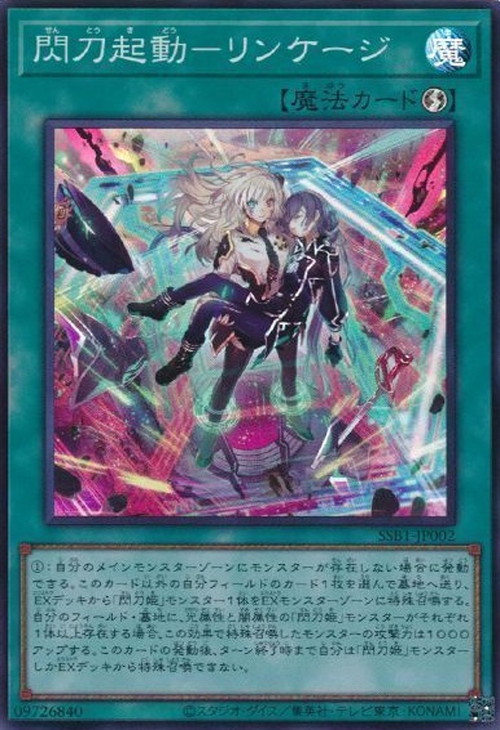 閃刀起動-リンケージ
魔
【魔法カード】
SSB1-JP002
①:自分のメインモンスターゾーンにモンスターが存在しない場合に発動
できる。このカード以外の自分フィールドのカード1枚を選んで墓地へ送り、
EXデッキから「閃刀姫」モンスター1体をEXモンスターゾーンに特殊召喚する。
自分のフィールド・墓地に、光属性と闇属性の「閃刀姫」モンスターがそれぞれ
1体以上存在する場合、この効果で特殊召喚したモンスターの攻撃力は1000
アップする。このカードの発動後、ターン終了時まで自分は「閃刀姫」モンスター
しかEXデッキから特殊召喚できない。
09726840
©スタジオ・ダイス/集英社・テレビ東京・KONAMI